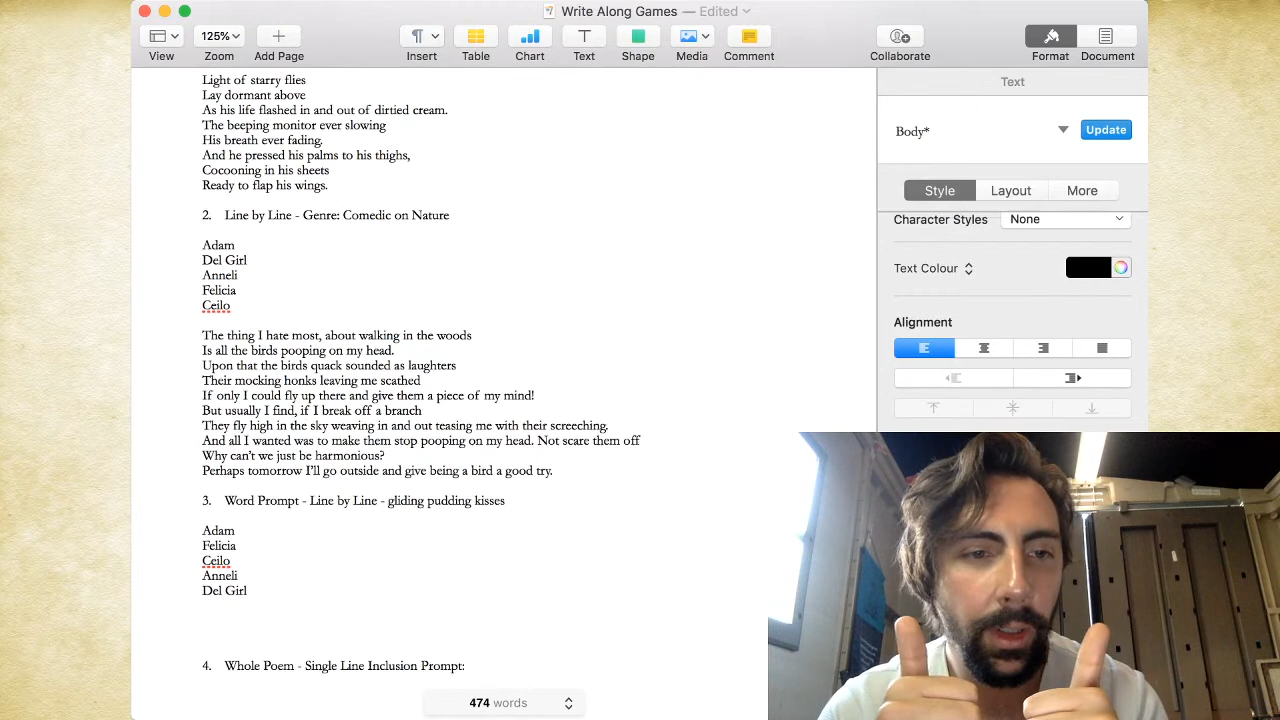 Write Along Games — Edited
View
125%
Zoom
Add Page
Insert
Table
Chart
Text
Shape
Media
Comment
Collaborate
Format
Document
Light of starry flies
Lay dormant above
As his life flashed in and out of dirtied cream.
The beeping monitor ever slowing
His breath ever fading.
And he pressed his palms to his thighs,
Cocooning in his sheets
Ready to flap his wings.
2. Line by Line - Genre: Comedic on Nature
Adam
Del Girl
Anneli
Felicia
Ceilo
The thing I hate most, about walking in the woods
Is all the birds pooping on my head.
Upon that the birds quack sounded as laughters
Their mocking honks leaving me scathed
If only I could fly up there and give them a piece of my mind!
But usually I find, if I break off a branch
They fly high in the sky weaving in and out teasing me with their screeching.
And all I wanted was to make them stop pooping on my head. Not scare them off
Why can't we just be harmonious?
Perhaps tomorrow I'll go outside and give being a bird a good try.
3. Word Prompt - Line by Line - gliding pudding kisses
Adam
Felicia
Ceilo
Anneli
Del Girl
4. Whole Poem - Single Line Inclusion Prompt:
474 words
Text
Body*
Update
Style
Layout
More
Character Styles
None
Text Colour
Alignment